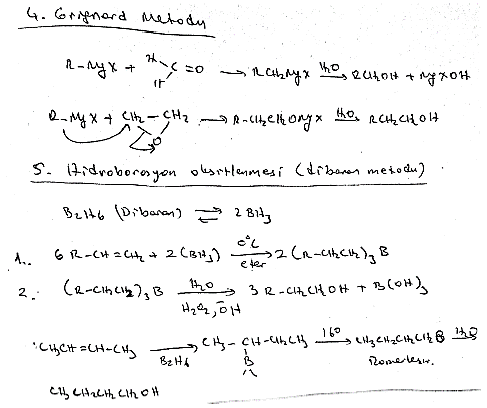 4. Grignard Metodu
R-MgX + H H C=O → RCH2MgX H2O RCH2OH + MgXOH
R-MgX + CH2-CH2 O → R-CH2CH2OMgX H2O RCH2CH2OH
5- Hidroborasyon oksitlenmesi (diboran metodu)
B2H6 (Diboran) ⇌ 2BH3
1.. 6 R-CH=CH2 + 2(BH3) 0°C eter → 2(R-CH2CH2)3B
2.. (R-CH2CH2)3B H2O H2O2, ŌH → 3 R-CH2CH2OH + B(OH)3
CH3CH=CH-CH3 B2H6 → CH3-CH-CH2CH3 B 160 → CH3CH2CH2CH2B H2O
İzomerleşir.
CH3CH2CH2CH2OH